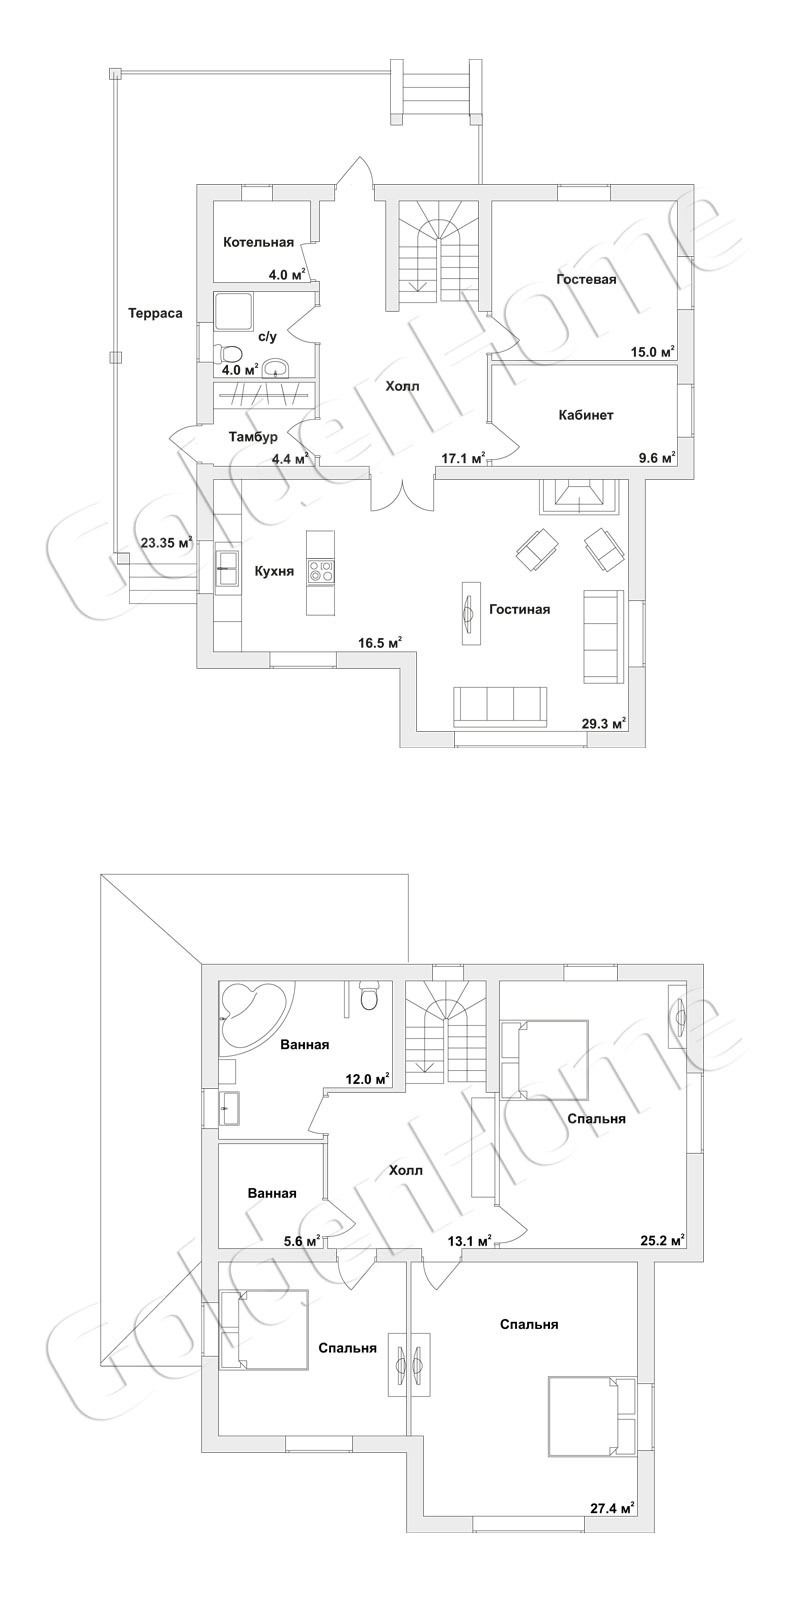 Котельная
4.0 м²
Гостевая
15.0 м²
Терраса
с/у
4.0 м²
Холл
17.1 м²
Кабинет
9.6 м²
Тамбур
4.4 м²
23.35 м²
Кухня
16.5 м²
Гостиная
29.3 м²
GoldenHome
Ванная
12.0 м²
Спальня
25.2 м²
Холл
13.1 м²
Ванная
5.6 м²
Спальня
Спальня
27.4 м²
GoldenHome